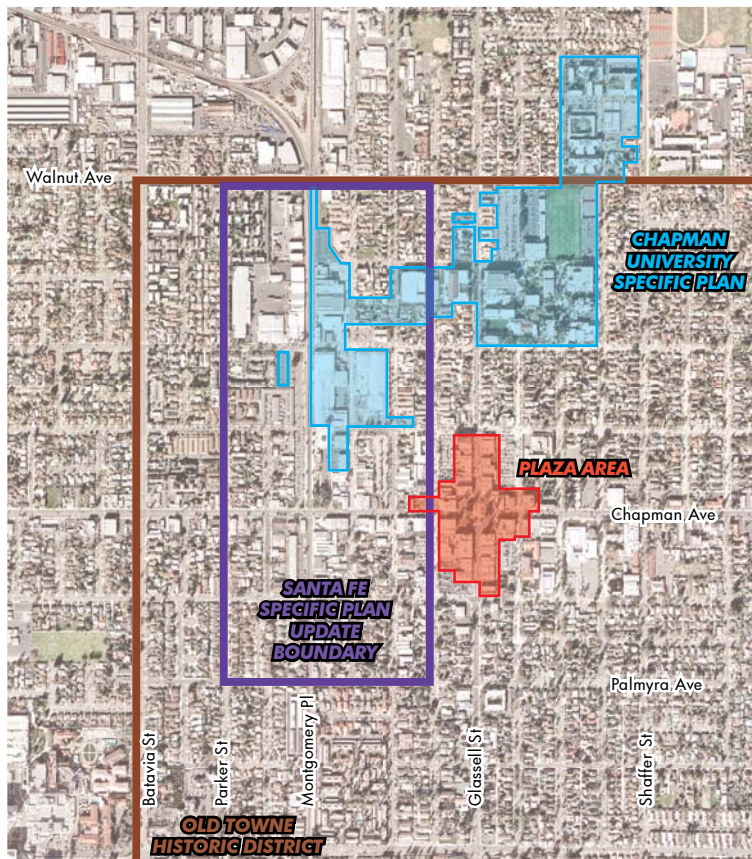 Walnut Ave
CHAPMAN
UNIVERSITY
SPECIFIC PLAN
PLAZA AREA
Chapman Ave
SANTA FE
SPECIFIC PLAN
UPDATE
BOUNDARY
Palmyra Ave
Batavia St
Parker St
Montgomery Pl
Glassell St
Shaffer St
OLD TOWNE
HISTORIC DISTRICT